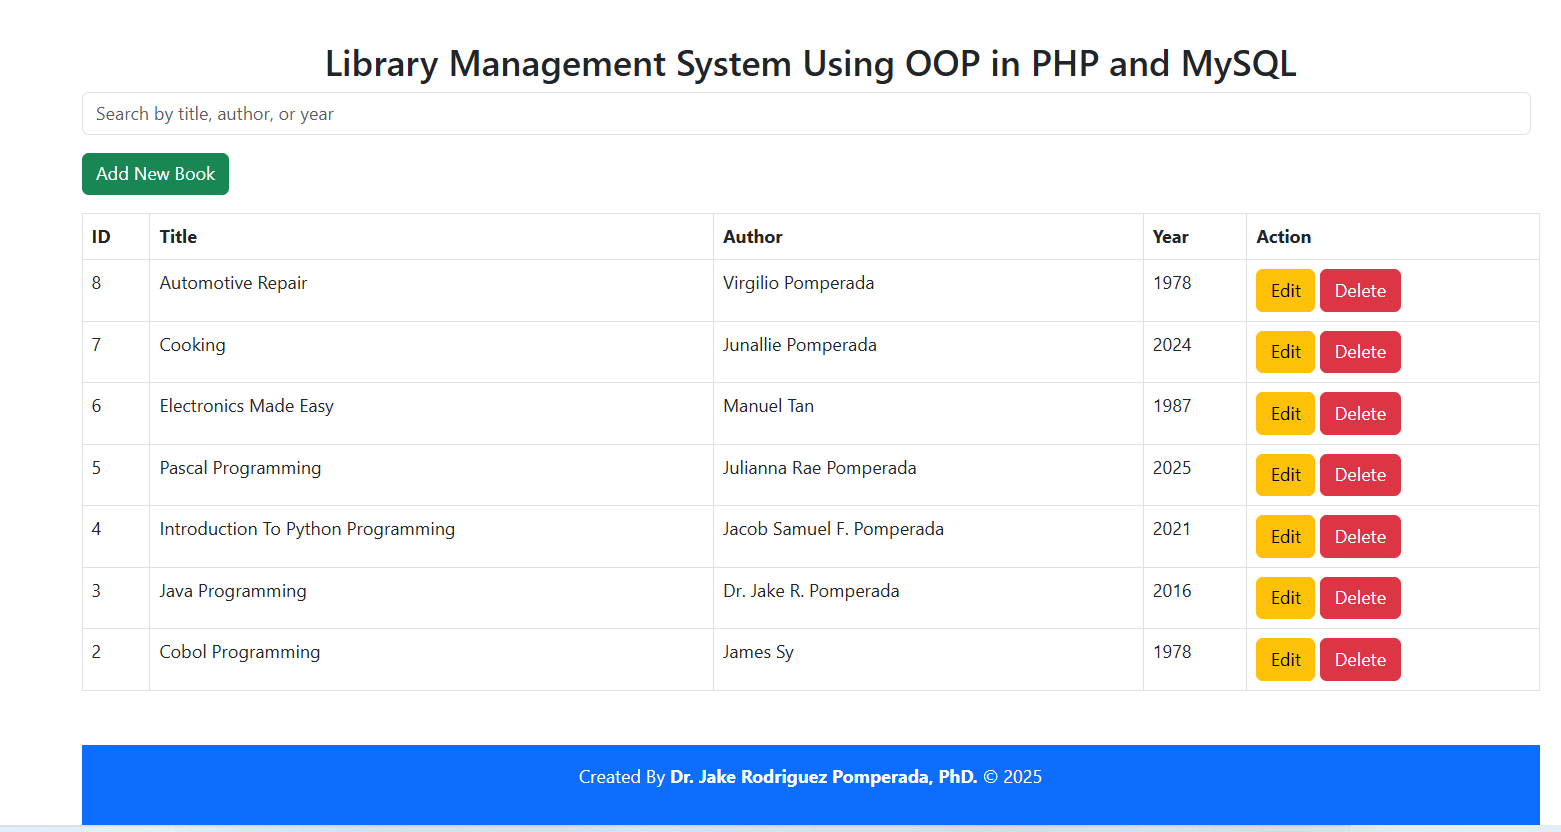 Library Management System Using OOP in PHP and MySQL
Search by title, author, or year
Add New Book
ID Title Author Year Action
8 Automotive Repair Virgilio Pomperada 1978 Edit Delete
7 Cooking Junallie Pomperada 2024 Edit Delete
6 Electronics Made Easy Manuel Tan 1987 Edit Delete
5 Pascal Programming Julianna Rae Pomperada 2025 Edit Delete
4 Introduction To Python Programming Jacob Samuel F. Pomperada 2021 Edit Delete
3 Java Programming Dr. Jake R. Pomperada 2016 Edit Delete
2 Cobol Programming James Sy 1978 Edit Delete
Created By Dr. Jake Rodriguez Pomperada, PhD. © 2025